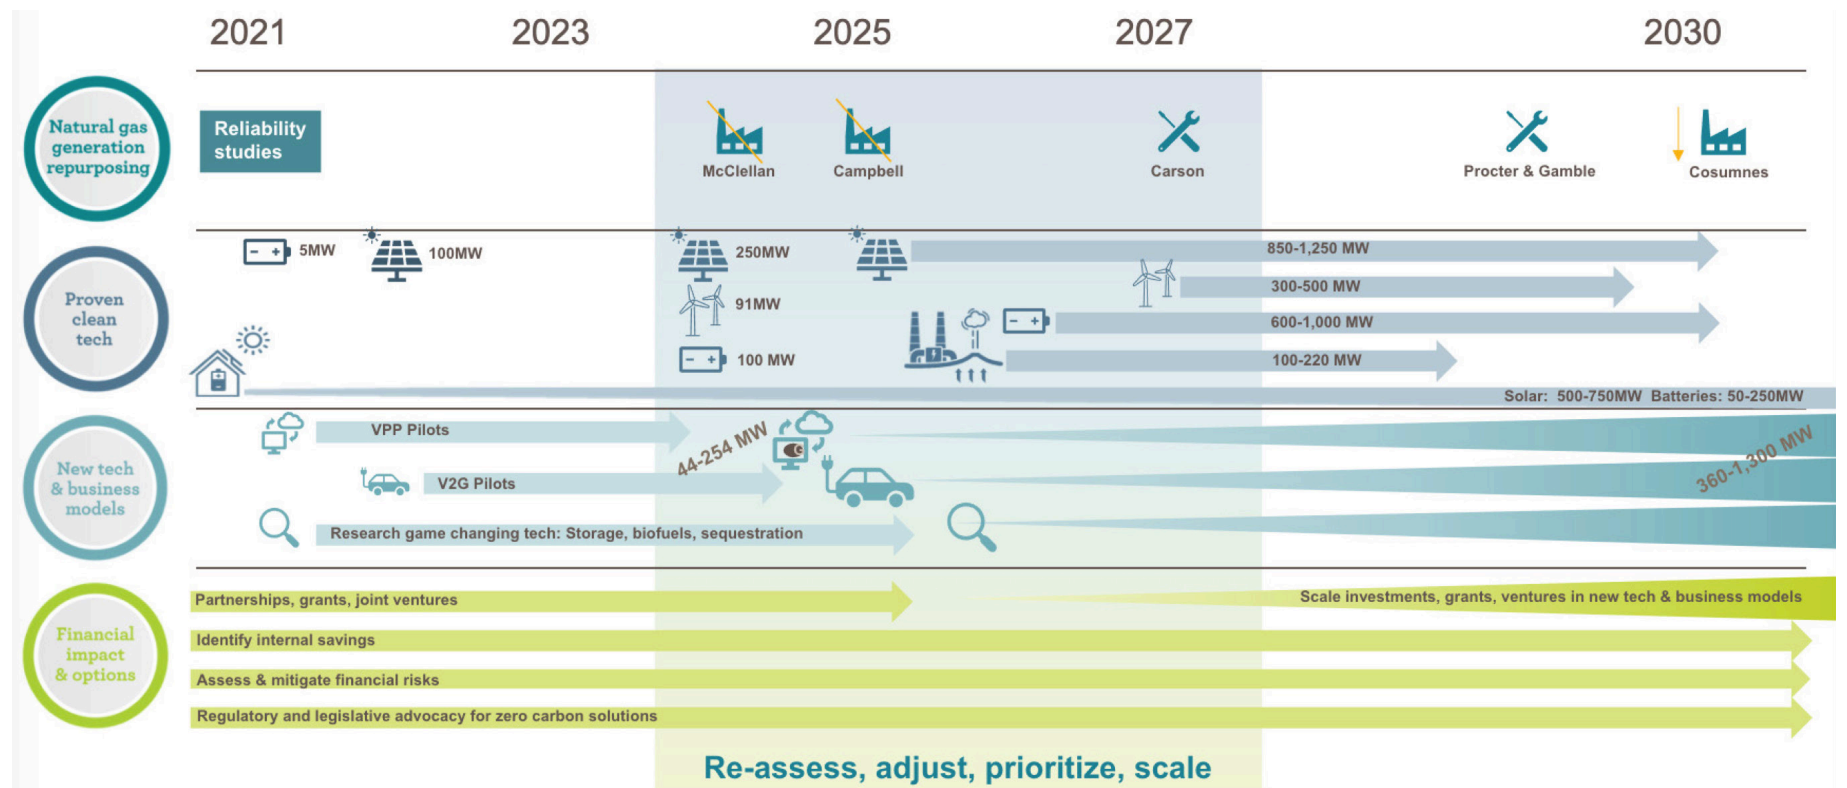 2021 2023 2025 2027 2030
Natural gas
generation
repurposing
Reliability
studies
McClellan
Campbell
Carson
Procter & Gamble
Cosumnes
Proven
clean
tech
5MW
100MW
250MW
850-1,250 MW
91MW
300-500 MW
600-1,000 MW
100 MW
100-220 MW
Solar: 500-750MW Batteries: 50-250MW
New tech
& business
models
VPP Pilots
44-254 MW
360-1,300 MW
V2G Pilots
Research game changing tech: Storage, biofuels, sequestration
Financial
impact
& options
Partnerships, grants, joint ventures
Scale investments, grants, ventures in new tech & business models
Identify internal savings
Assess & mitigate financial risks
Regulatory and legislative advocacy for zero carbon solutions
Re-assess, adjust, prioritize, scale